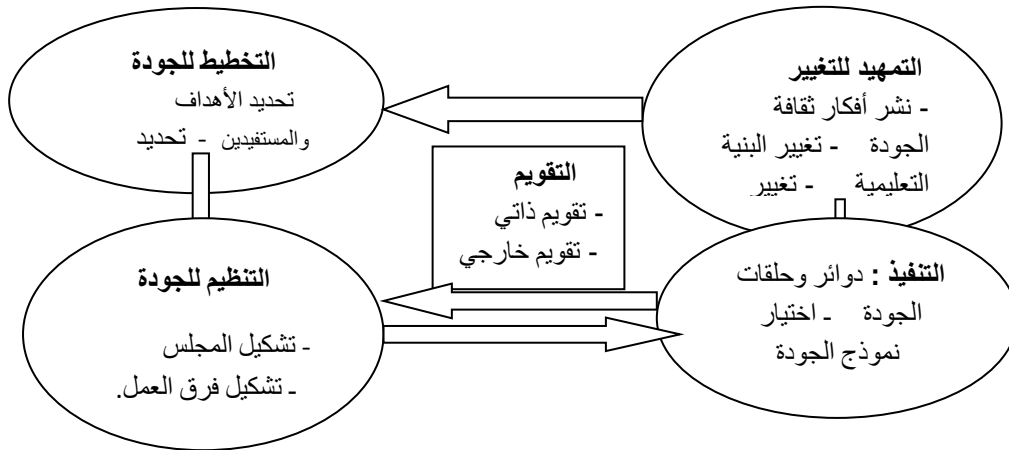 التمهيد للتغيير
- نشر أفكار ثقافة
الجودة - تغيير البنية
التعليمية - تغيير
التخطيط للجودة
تحديد الأهداف
والمستفيدين - تحديد
التقويم
- تقويم ذاتي
- تقويم خارجي
التنفيذ : دوائر وحلقات
الجودة - اختيار
نموذج الجودة
التنظيم للجودة
- تشكيل المجلس
- تشكيل فرق العمل.